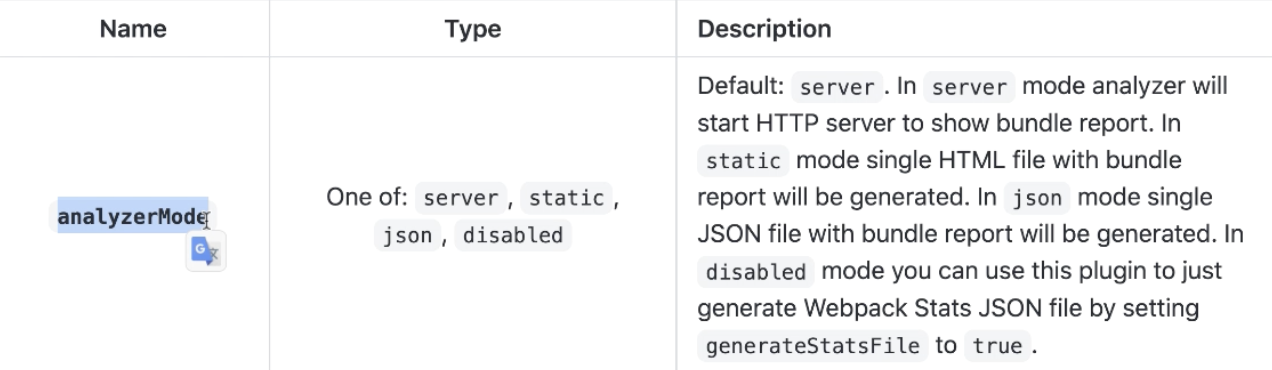 Name Type Description
Default: server. In server mode analyzer will
start HTTP server to show bundle report. In
static mode single HTML file with bundle
One of: server, static, report will be generated. In json mode single
analyzerMode
json, disabled JSON file with bundle report will be generated. In
disabled mode you can use this plugin to just
generate Webpack Stats JSON file by setting
generateStatsFile to true.